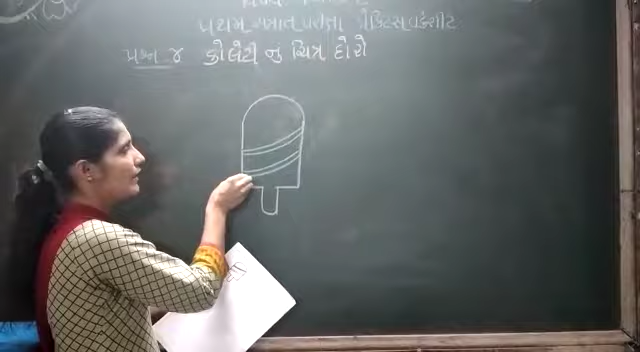 પ્રથમ સત્રાંત પરીક્ષા પ્રેક્ટિસ વર્કશીટ
પ્રશ્ન ૪ કોલેટી નુ ચિત્ર દોરો